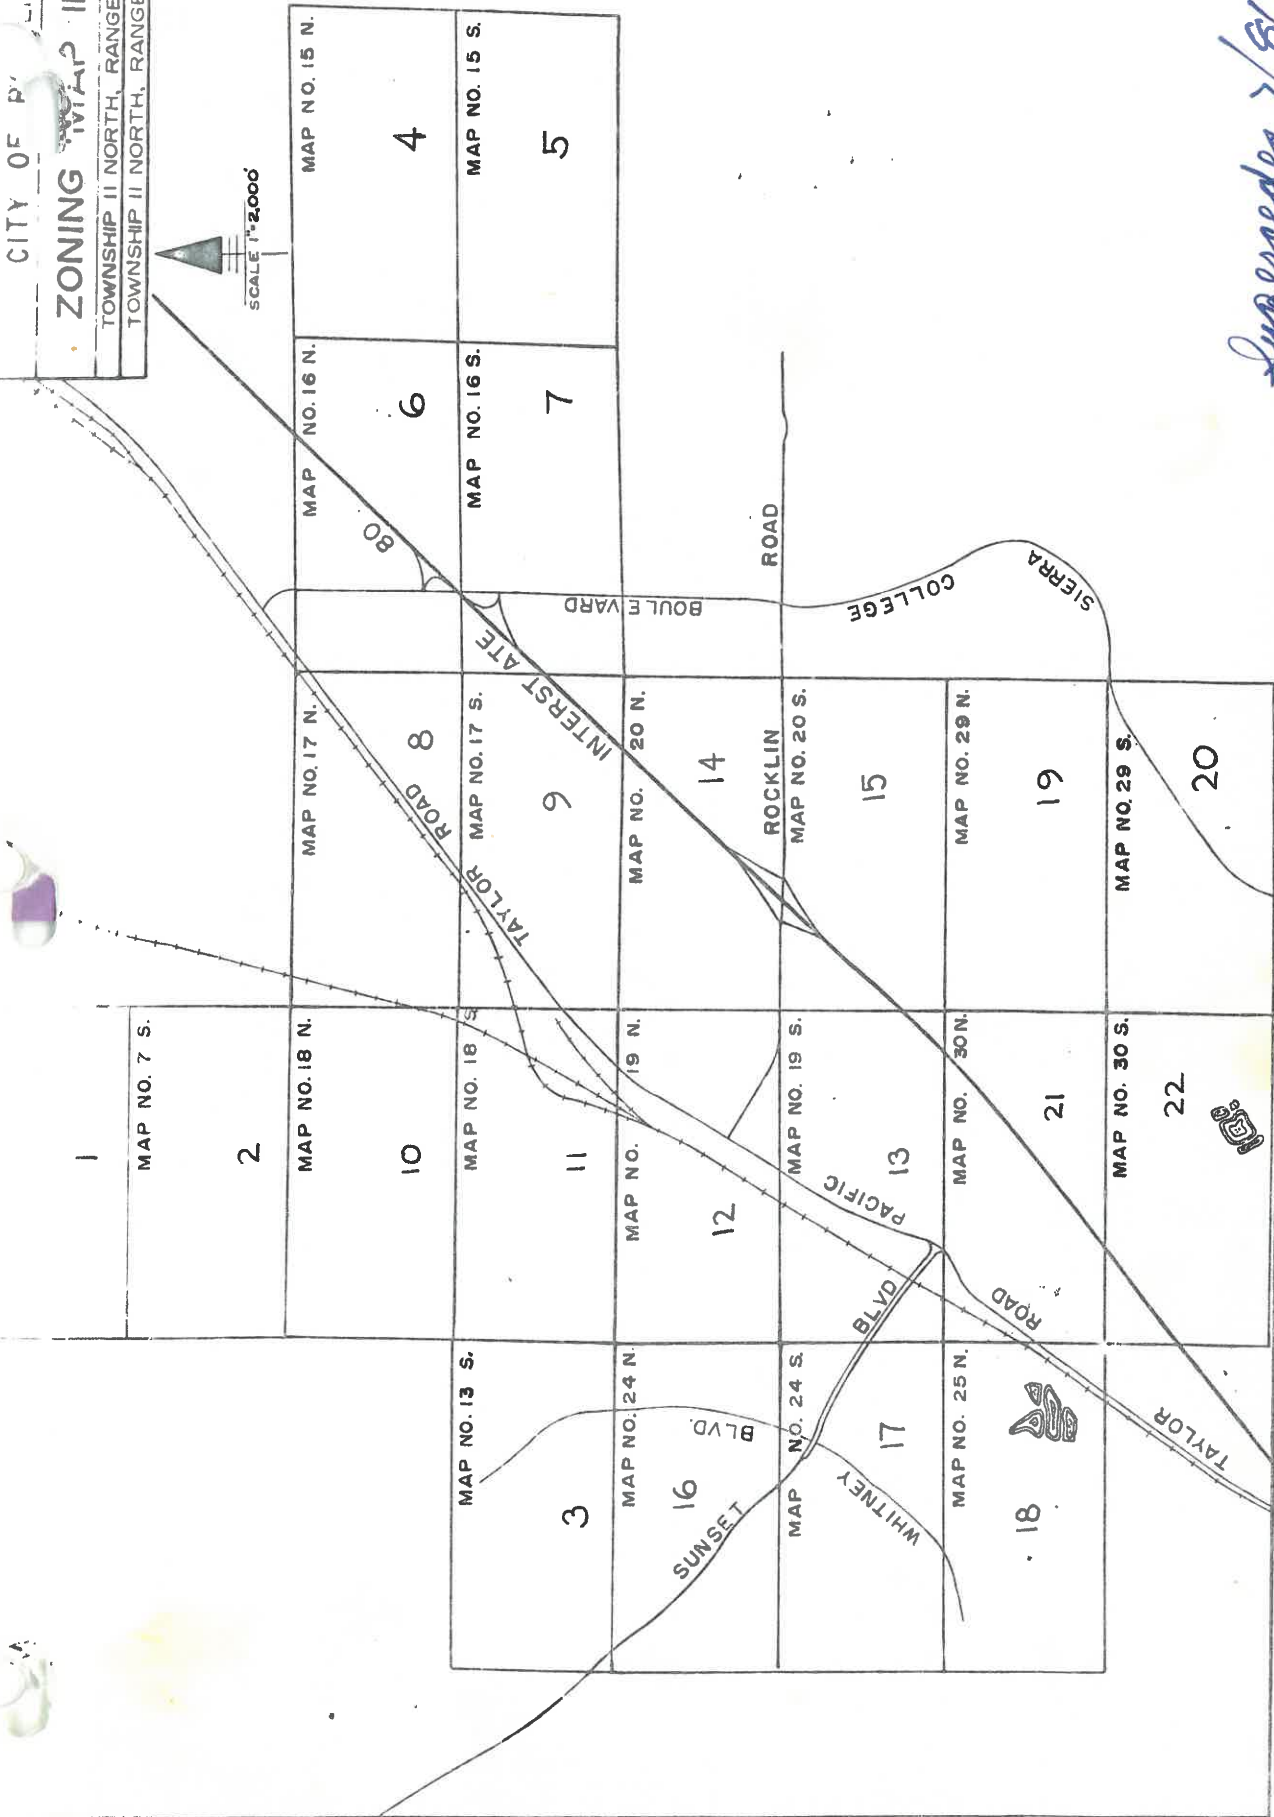 CITY OF
ZONING MAP
TOWNSHIP 11 NORTH, RANGE
TOWNSHIP 11 NORTH, RANGE
SCALE 1"=2,000'
MAP NO. 15 N.
4
MAP NO. 15 S.
5
MAP NO. 16 N.
6
MAP NO. 16 S.
7
80
INTERSTATE
SIERRA
COLLEGE
BOULEVARD
ROCKLIN
ROAD
MAP NO. 17 N.
8
MAP NO. 17 S.
9
TAYLOR
ROAD
MAP NO. 20 N.
14
MAP NO. 20 S.
15
MAP NO. 29 N.
19
MAP NO. 29 S.
20
1
MAP NO. 7 S.
2
MAP NO. 18 N.
10
MAP NO. 18 S.
11
MAP NO. 19 N.
12
MAP NO. 19 S.
13
PACIFIC
MAP NO. 30 N.
21
MAP NO. 30 S.
22
MAP NO. 13 S.
3
MAP NO. 24 N.
16
BLVD.
MAP NO. 24 S.
17
SUNSET
BLVD
WHITNEY
MAP NO. 25 N.
18
TAYLOR
ROAD
Supersedes